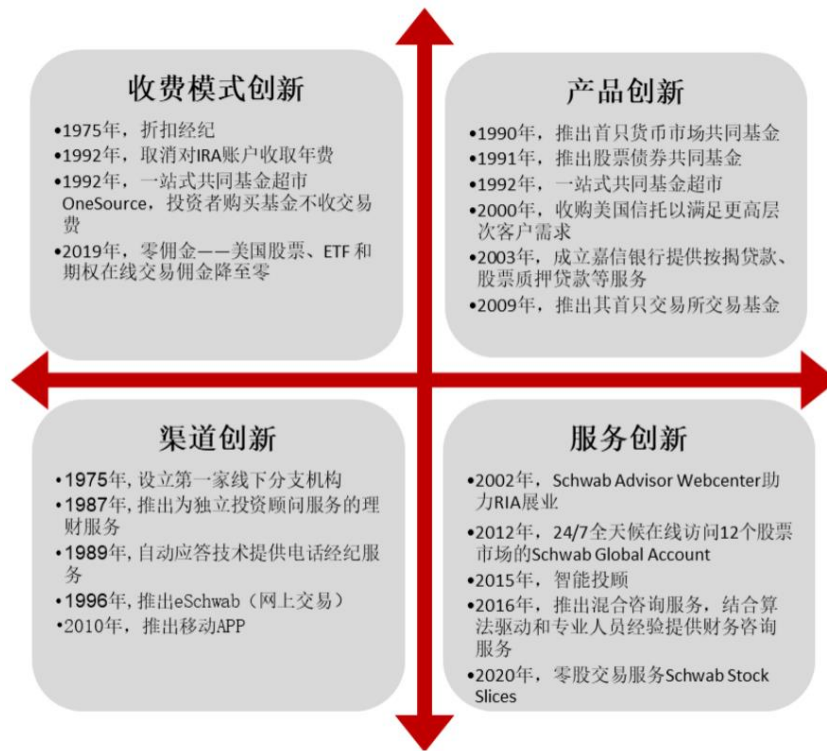 收费模式创新
•1975年，折扣经纪
•1992年，取消对IRA账户收取年费
•1992年，一站式共同基金超市
OneSource，投资者购买基金不收交易
费
•2019年，零佣金——美国股票、ETF 和
期权在线交易佣金降至零
产品创新
•1990年，推出首只货币市场共同基金
•1991年，推出股票债券共同基金
•1992年，一站式共同基金超市
•2000年，收购美国信托以满足更高层
次客户需求
•2003年，成立嘉信银行提供按揭贷款、
股票质押贷款等服务
•2009年，推出其首只交易所交易基金
渠道创新
•1975年, 设立第一家线下分支机构
•1987年, 推出为独立投资顾问服务的理
财服务
•1989年, 自动应答技术提供电话经纪服
务
•1996年, 推出eSchwab（网上交易）
•2010年，推出移动APP
服务创新
•2002年，Schwab Advisor Webcenter助
力RIA展业
•2012年，24/7全天候在线访问12个股票
市场的Schwab Global Account
•2015年，智能投顾
•2016年，推出混合咨询服务，结合算
法驱动和专业人员经验提供财务咨询
服务
•2020年，零股交易服务Schwab Stock
Slices